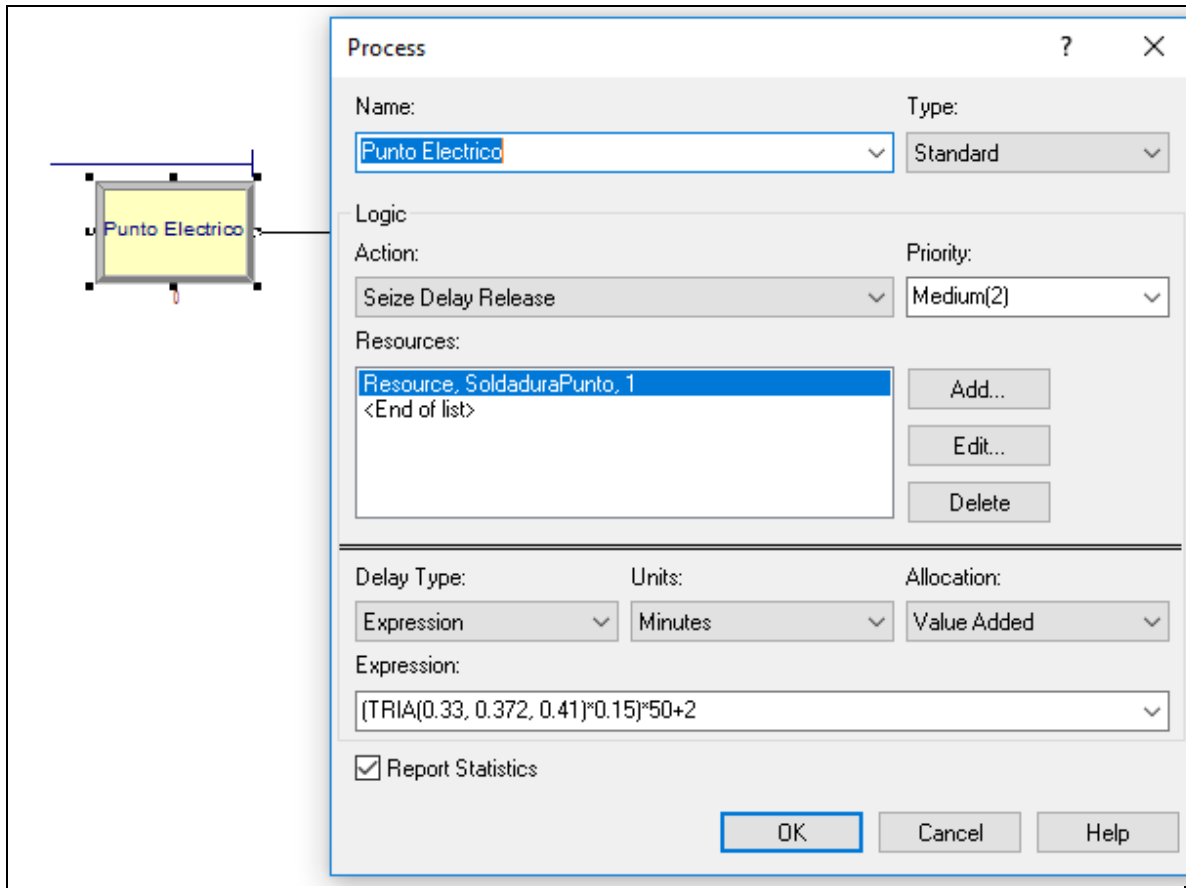 Process ?
Name: Type:
Punto Electrico Standard
Punto Electrico
Logic
Action: Priority:
Seize Delay Release Medium(2)
0
Resources:
Resource, SoldaduraPunto, 1
<End of list>
Add...
Edit...
Delete
Delay Type: Units: Allocation:
Expression Minutes Value Added
Expression:
(TRIA(0.33, 0.372, 0.41)*0.15)*50+2
Report Statistics
OK Cancel Help